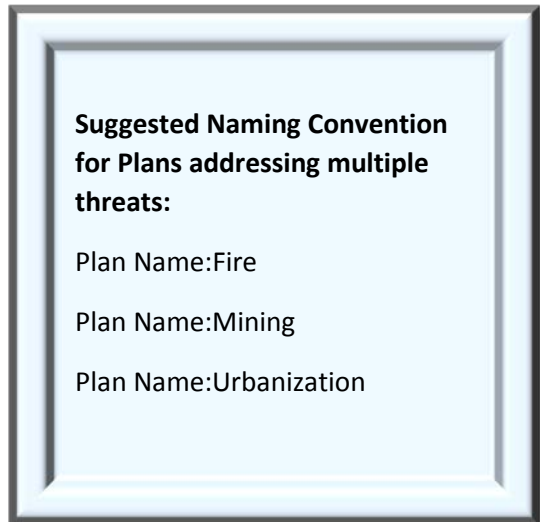 Suggested Naming Convention
for Plans addressing multiple
threats:
Plan Name:Fire
Plan Name:Mining
Plan Name:Urbanization